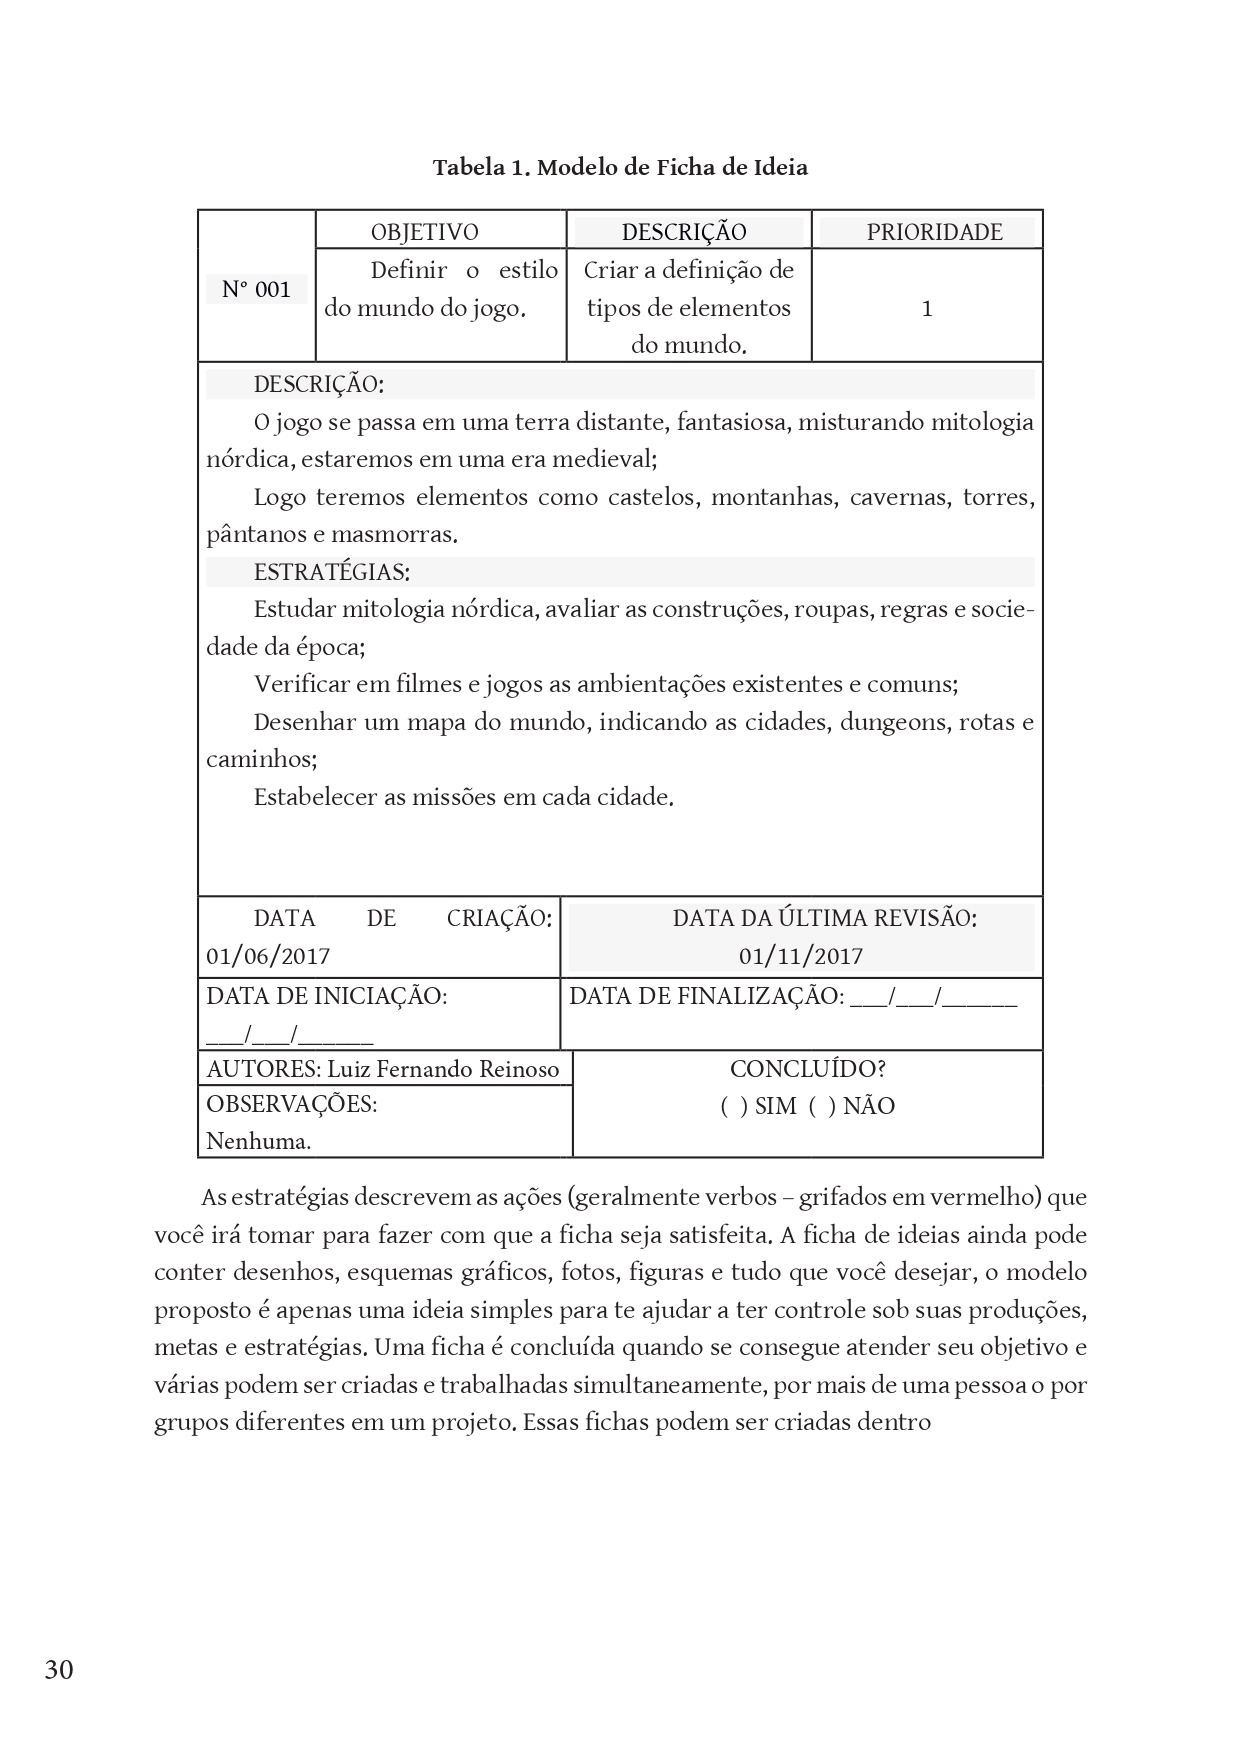 Tabela 1. Modelo de Ficha de Ideia
N° 001
OBJETIVO
DESCRIÇÃO
PRIORIDADE
Definir o estilo
do mundo do jogo.
Criar a definição de
tipos de elementos
do mundo.
1
DESCRIÇÃO:
O jogo se passa em uma terra distante, fantasiosa, misturando mitologia
nórdica, estaremos em uma era medieval;
Logo teremos elementos como castelos, montanhas, cavernas, torres,
pântanos e masmorras.
ESTRATÉGIAS:
Estudar mitologia nórdica, avaliar as construções, roupas, regras e socie-
dade da época;
Verificar em filmes e jogos as ambientações existentes e comuns;
Desenhar um mapa do mundo, indicando as cidades, dungeons, rotas e
caminhos;
Estabelecer as missões em cada cidade.
DATA DE CRIAÇÃO:
01/06/2017
DATA DA ÚLTIMA REVISÃO:
01/11/2017
DATA DE INICIAÇÃO:
___/___/______
DATA DE FINALIZAÇÃO: ___/___/______
AUTORES: Luiz Fernando Reinoso
OBSERVAÇÕES:
Nenhuma.
CONCLUÍDO?
( ) SIM ( ) NÃO
As estratégias descrevem as ações (geralmente verbos – grifados em vermelho) que
você irá tomar para fazer com que a ficha seja satisfeita. A ficha de ideias ainda pode
conter desenhos, esquemas gráficos, fotos, figuras e tudo que você desejar, o modelo
proposto é apenas uma ideia simples para te ajudar a ter controle sob suas produções,
metas e estratégias. Uma ficha é concluída quando se consegue atender seu objetivo e
várias podem ser criadas e trabalhadas simultaneamente, por mais de uma pessoa o por
grupos diferentes em um projeto. Essas fichas podem ser criadas dentro
30